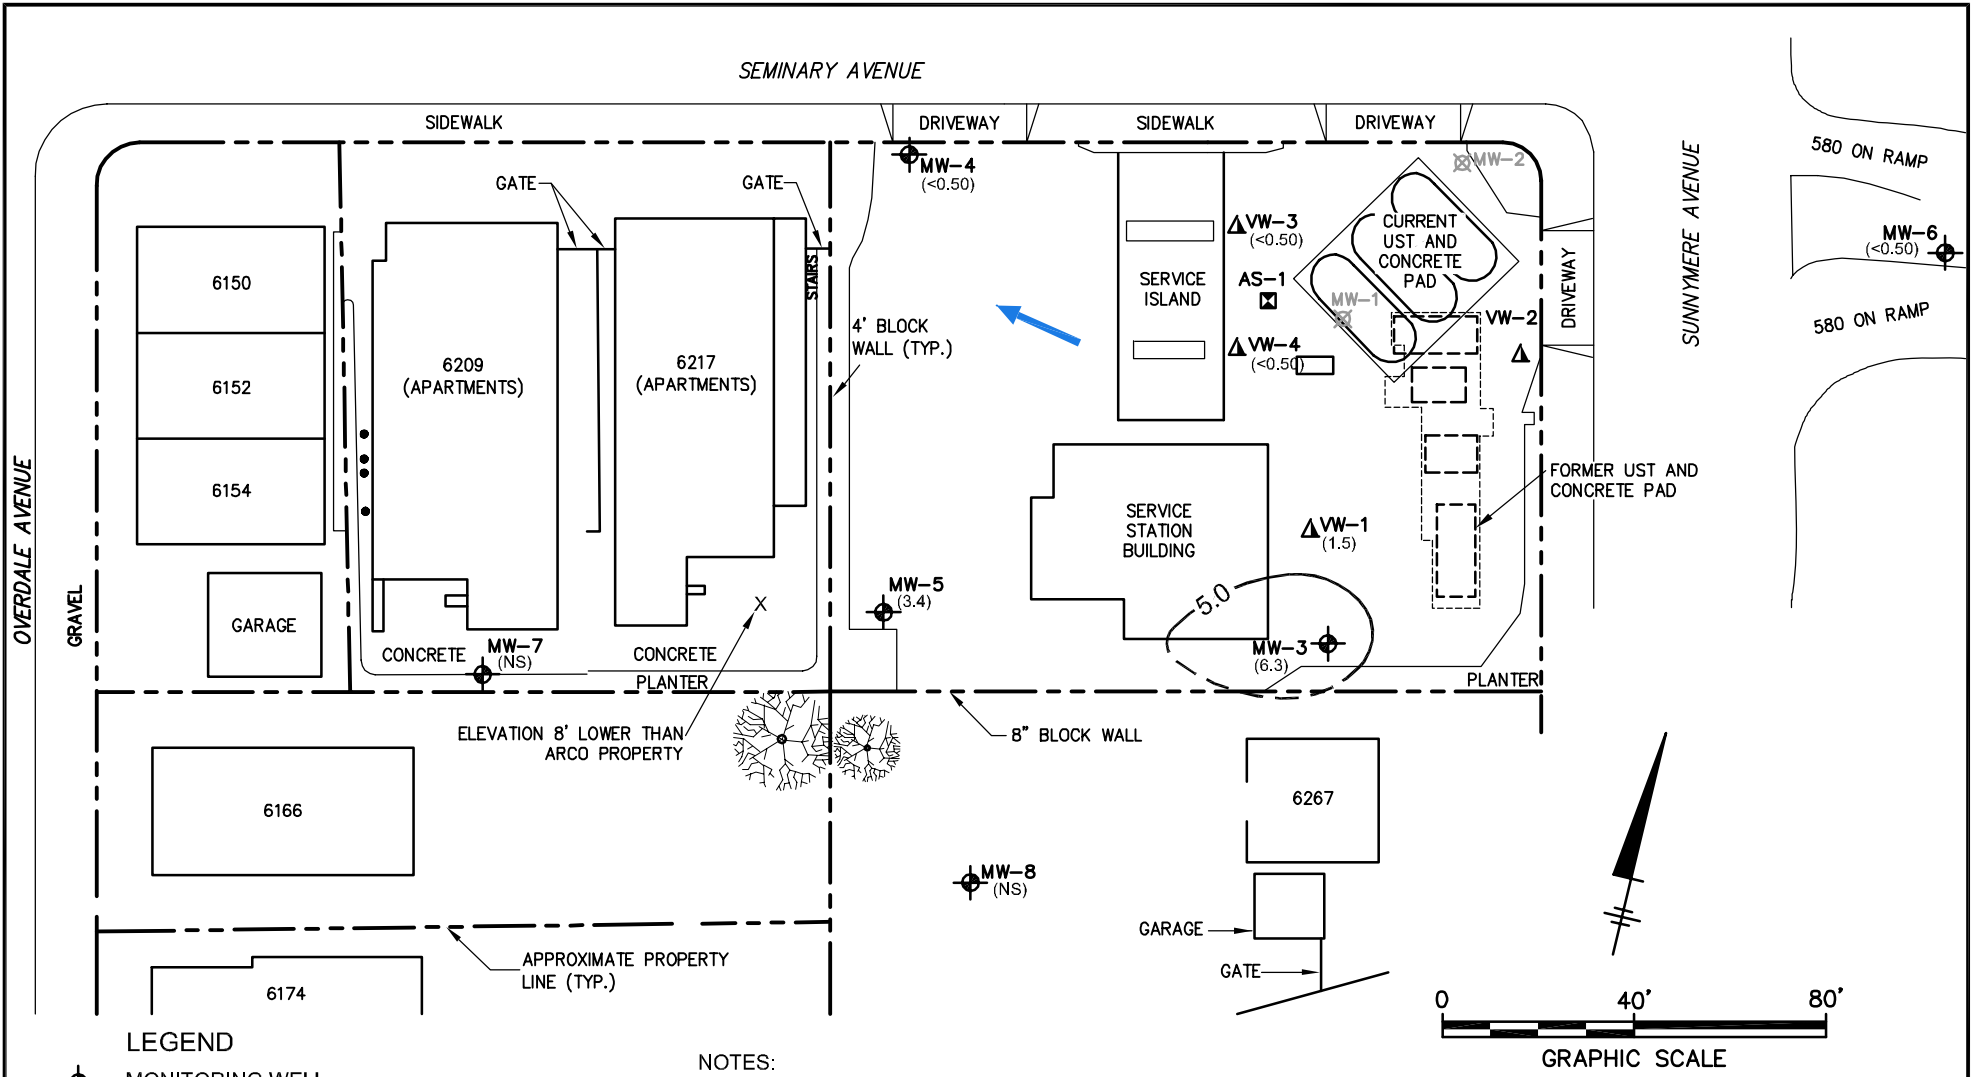 SEMINARY AVENUE
SIDEWALK
DRIVEWAY
SIDEWALK
DRIVEWAY
580 ON RAMP
MW-4
(<0.50)
MW-2
GATE
GATE
SUNNYMERE AVENUE
VW-3
(<0.50)
CURRENT
UST AND
CONCRETE
PAD
MW-6
(<0.50)
6150
STAIRS
SERVICE
ISLAND
AS-1
MW-1
DRIVEWAY
580 ON RAMP
VW-2
4' BLOCK
WALL (TYP.)
VW-4
(<0.50)
6209
(APARTMENTS)
6217
(APARTMENTS)
6152
6154
OVERDALE AVENUE
FORMER UST AND
CONCRETE PAD
SERVICE
STATION
BUILDING
VW-1
(1.5)
GRAVEL
GARAGE
X
MW-5
(3.4)
5.0
MW-7
(NS)
CONCRETE
CONCRETE
MW-3
(6.3)
PLANTER
PLANTER
ELEVATION 8' LOWER THAN
ARCO PROPERTY
8" BLOCK WALL
6166
6267
MW-8
(NS)
GARAGE
APPROXIMATE PROPERTY
LINE (TYP.)
GATE
6174
0 40' 80'
GRAPHIC SCALE
LEGEND
NOTES:
MONITORING WELL